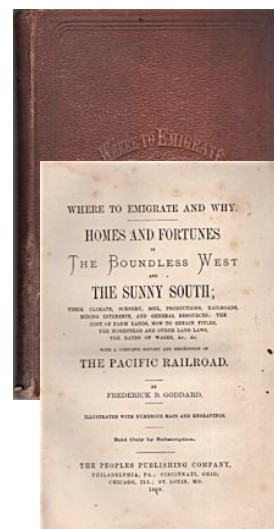 WHERE TO EMIGRATE
WHERE TO EMIGRATE AND WHY.
HOMES AND FORTUNES
IN
THE BOUNDLESS WEST
AND
THE SUNNY SOUTH;
THEIR CLIMATE, SCENERY, SOIL, PRODUCTIONS, RAILROADS,
MINING INTERESTS, AND GENERAL RESOURCES; THE
COST OF FARM LANDS, HOW TO OBTAIN TITLES,
THE HOMESTEAD AND OTHER LAND LAWS,
THE RATES OF WAGES, &c., &c.
WITH A COMPLETE HISTORY AND DESCRIPTION OF
THE PACIFIC RAILROAD.
BY
FREDERICK B. GODDARD.
ILLUSTRATED WITH NUMEROUS MAPS AND ENGRAVINGS.
Sold Only by Subscription.
THE PEOPLES PUBLISHING COMPANY,
PHILADELPHIA, PA.; CINCINNATI, OHIO;
CHICAGO, ILL.; ST. LOUIS, MO.